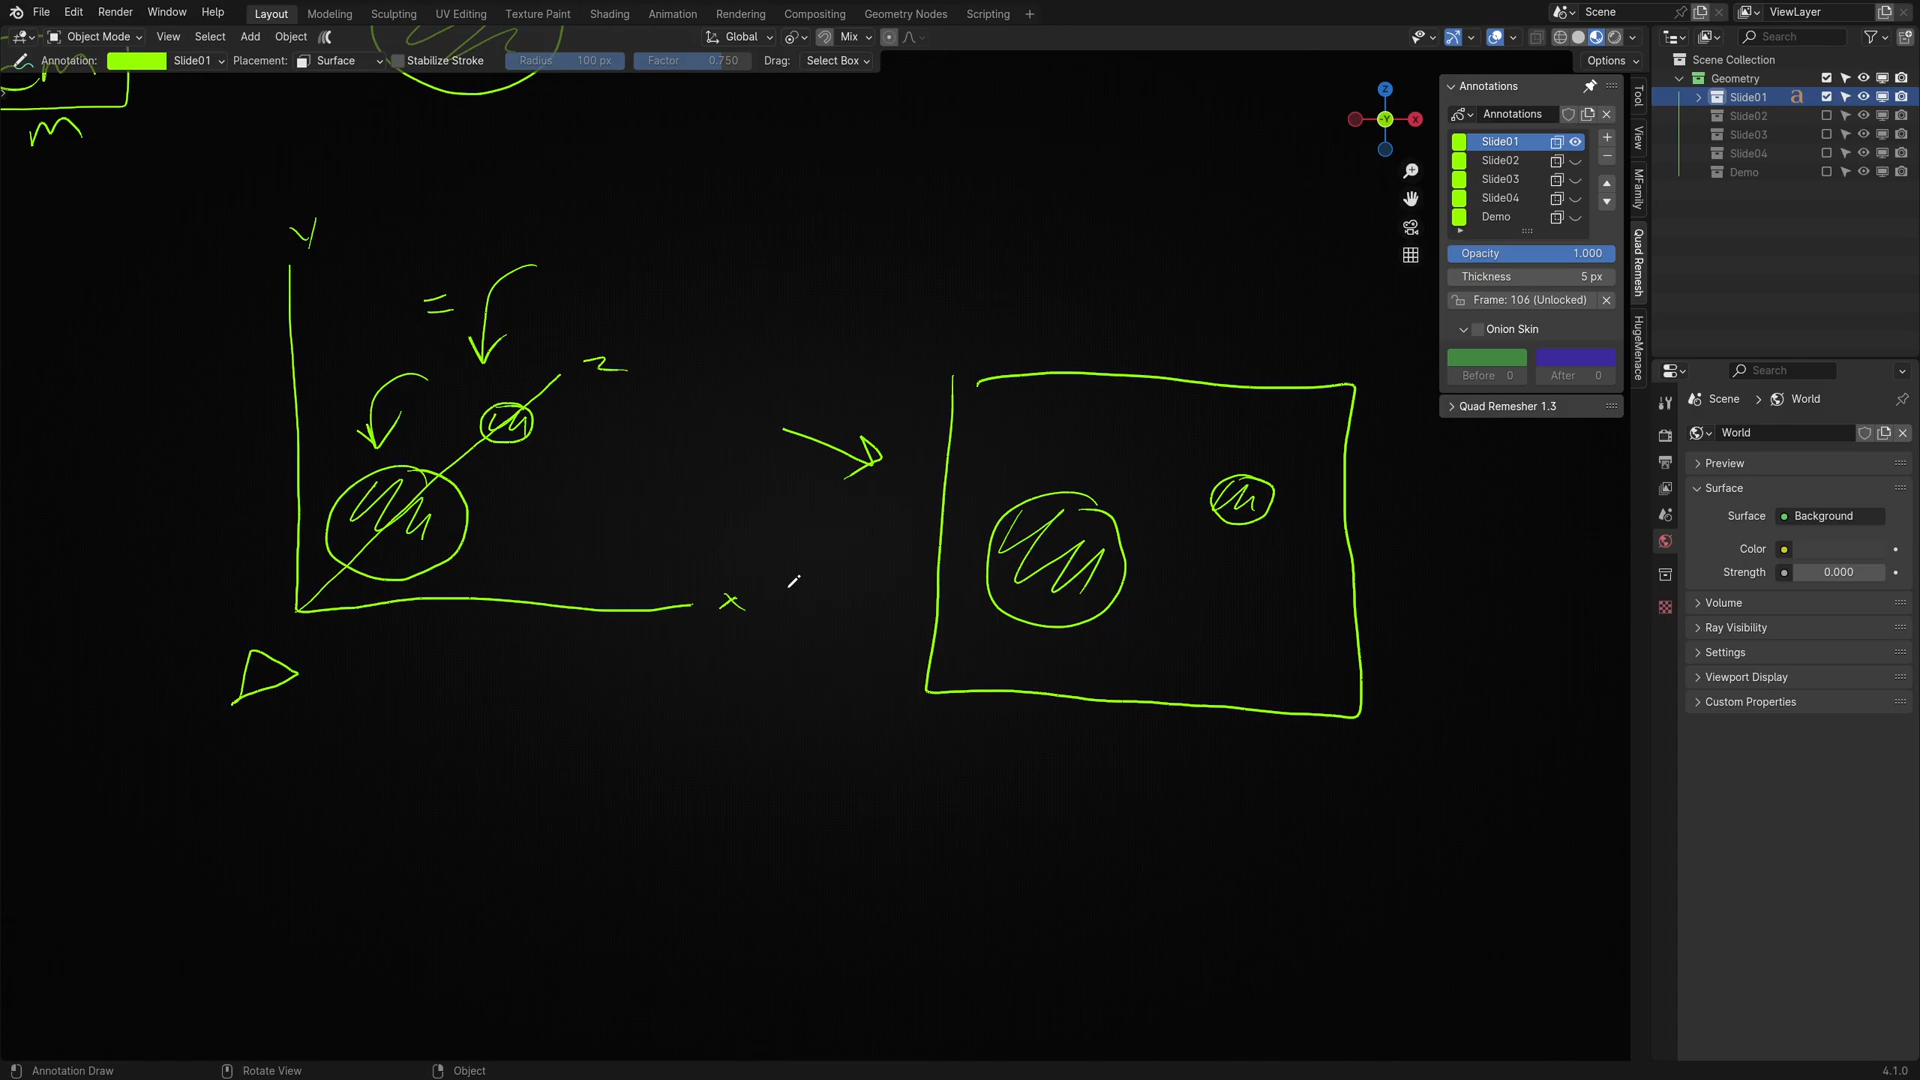 File Edit Render Window Help Layout Modeling Sculpting UV Editing Texture Paint Shading Animation Rendering Compositing Geometry Nodes Scripting + Scene ViewLayer
Object Mode View Select Add Object Global Mix Search
Annotation: Slide01 Placement: Surface Stabilize Stroke Radius 100 px Factor 0.750 Drag: Select Box Options
Scene Collection
Geometry
Slide01
Slide02
Slide03
Slide04
Demo
Annotations
Annotations
Slide01
Slide02
Slide03
Slide04
Demo
Opacity 1.000
Thickness 5 px
Frame: 106 (Unlocked)
Onion Skin
Before 0 After 0
Quad Remesher 1.3
Tool
View
MFamily
Quad Remesh
HugeMenace
Z
-Y
X
m
y
=
z
x
Search
Scene > World
World
Preview
Surface
Surface Background
Color
Strength 0.000
Volume
Ray Visibility
Settings
Viewport Display
Custom Properties
Annotation Draw Rotate View Object 4.1.0